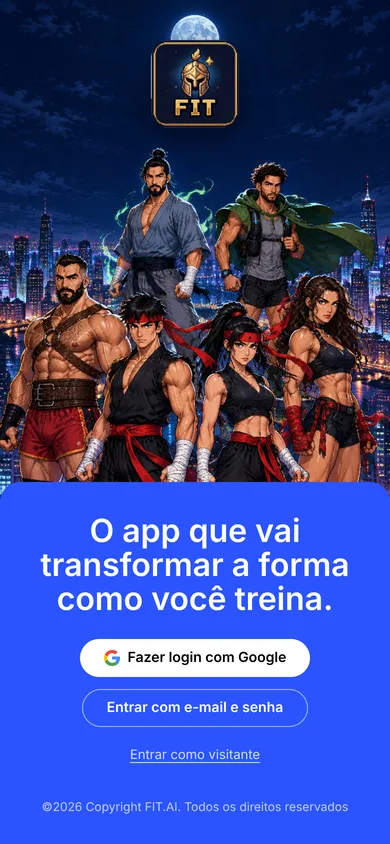 FIT
O app que vai
transformar a forma
como você treina.
Fazer login com Google
Entrar com e-mail e senha
Entrar como visitante
©2026 Copyright FIT.AI. Todos os direitos reservados